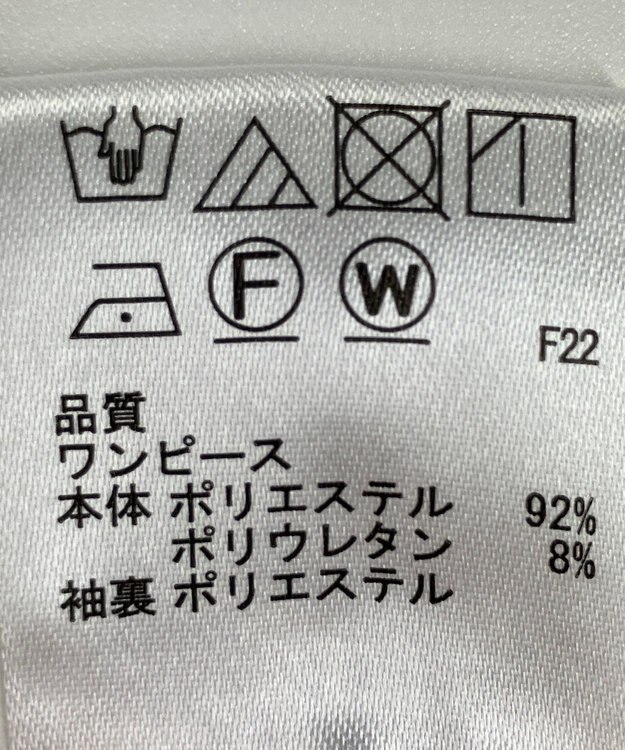 F W
F22
品質
ワンピース
本体 ポリエステル 92%
ポリウレタン 8%
袖裏 ポリエステル